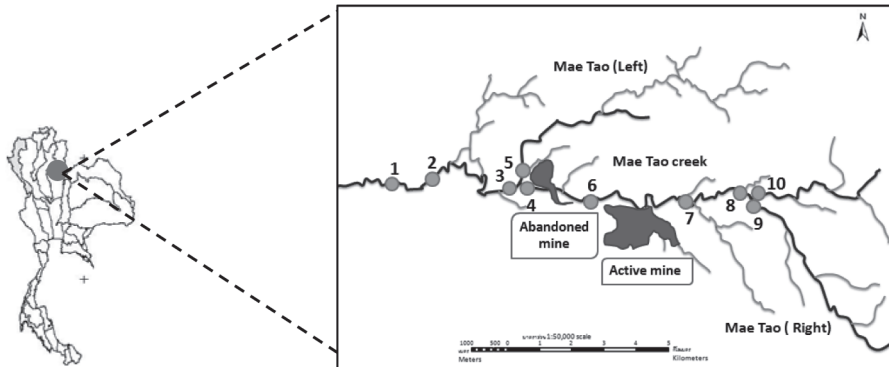 N
Mae Tao (Left)
1
2
3
5
4
Mae Tao creek
6
7
8
10
9
Abandoned
mine
Active mine
Mae Tao ( Right)
1:50,000 scale
1000 500 0 1 2 3 4 5
Meters
Kilometers